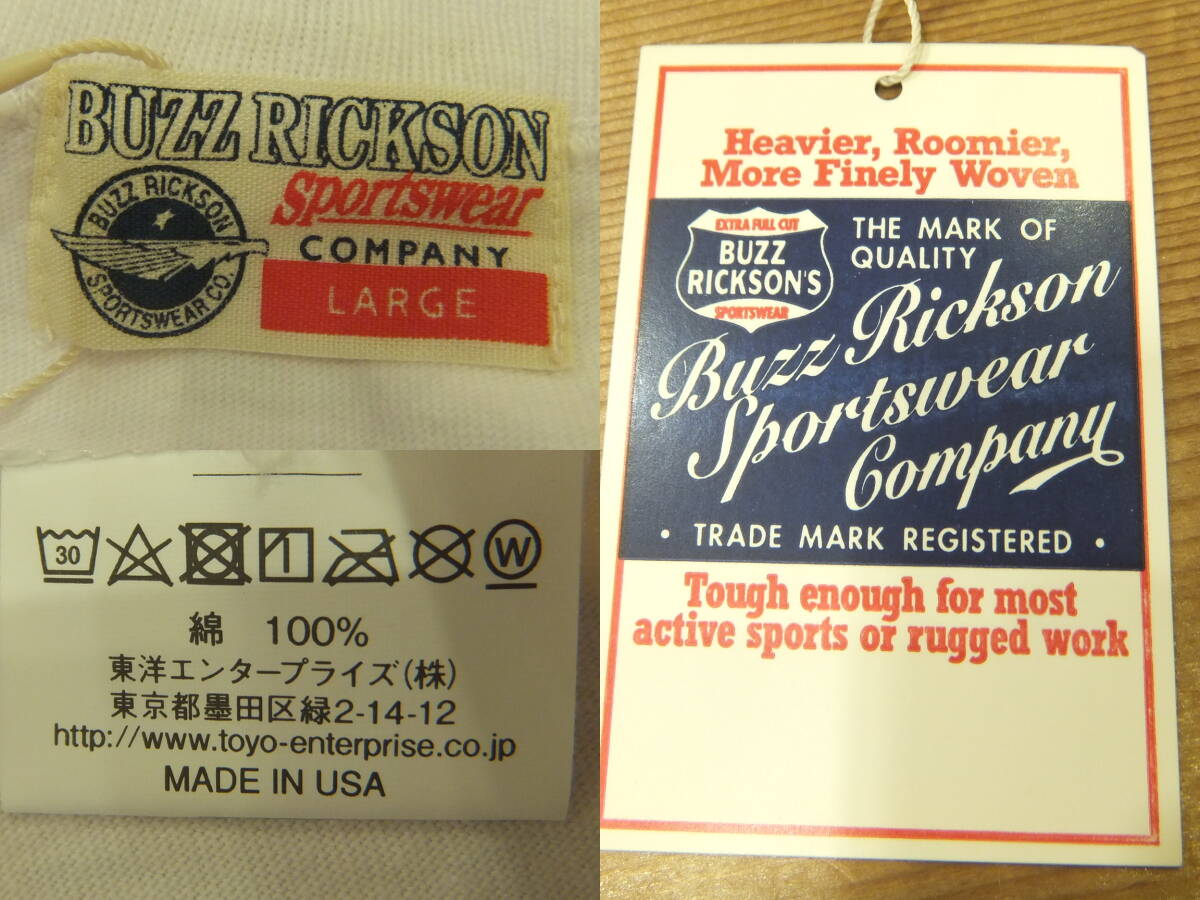 BUZZ RICKSON
Sportswear
COMPANY
LARGE
BUZZ RICKSON
SPORTSWEAR CO.
30
W
綿 100%
東洋エンタープライズ(株)
東京都墨田区緑2-14-12
http://www.toyo-enterprise.co.jp
MADE IN USA
Heavier, Roomier,
More Finely Woven
EXTRA FULL CUT
BUZZ
RICKSON'S
SPORTSWEAR
THE MARK OF
QUALITY
Buzz Rickson
Sportswear
Company
• TRADE MARK REGISTERED •
Tough enough for most
active sports or rugged work